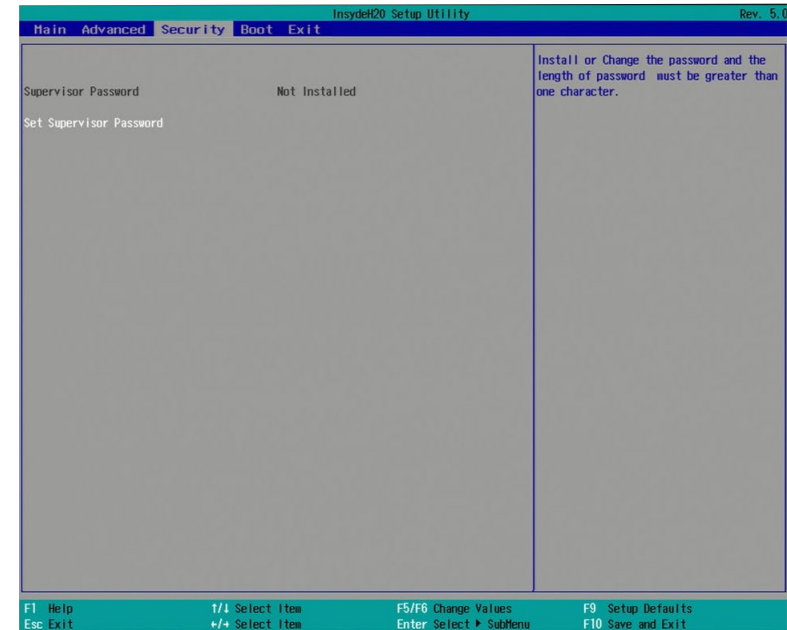 InsydeH20 Setup Utility Rev. 5.0
Main Advanced Security Boot Exit
Install or Change the password and the
length of password must be greater than
one character.
Supervisor Password Not Installed
Set Supervisor Password
F1 Help ↑/↓ Select Item F5/F6 Change Values F9 Setup Defaults
Esc Exit ←/→ Select Item Enter Select ▶ SubMenu F10 Save and Exit